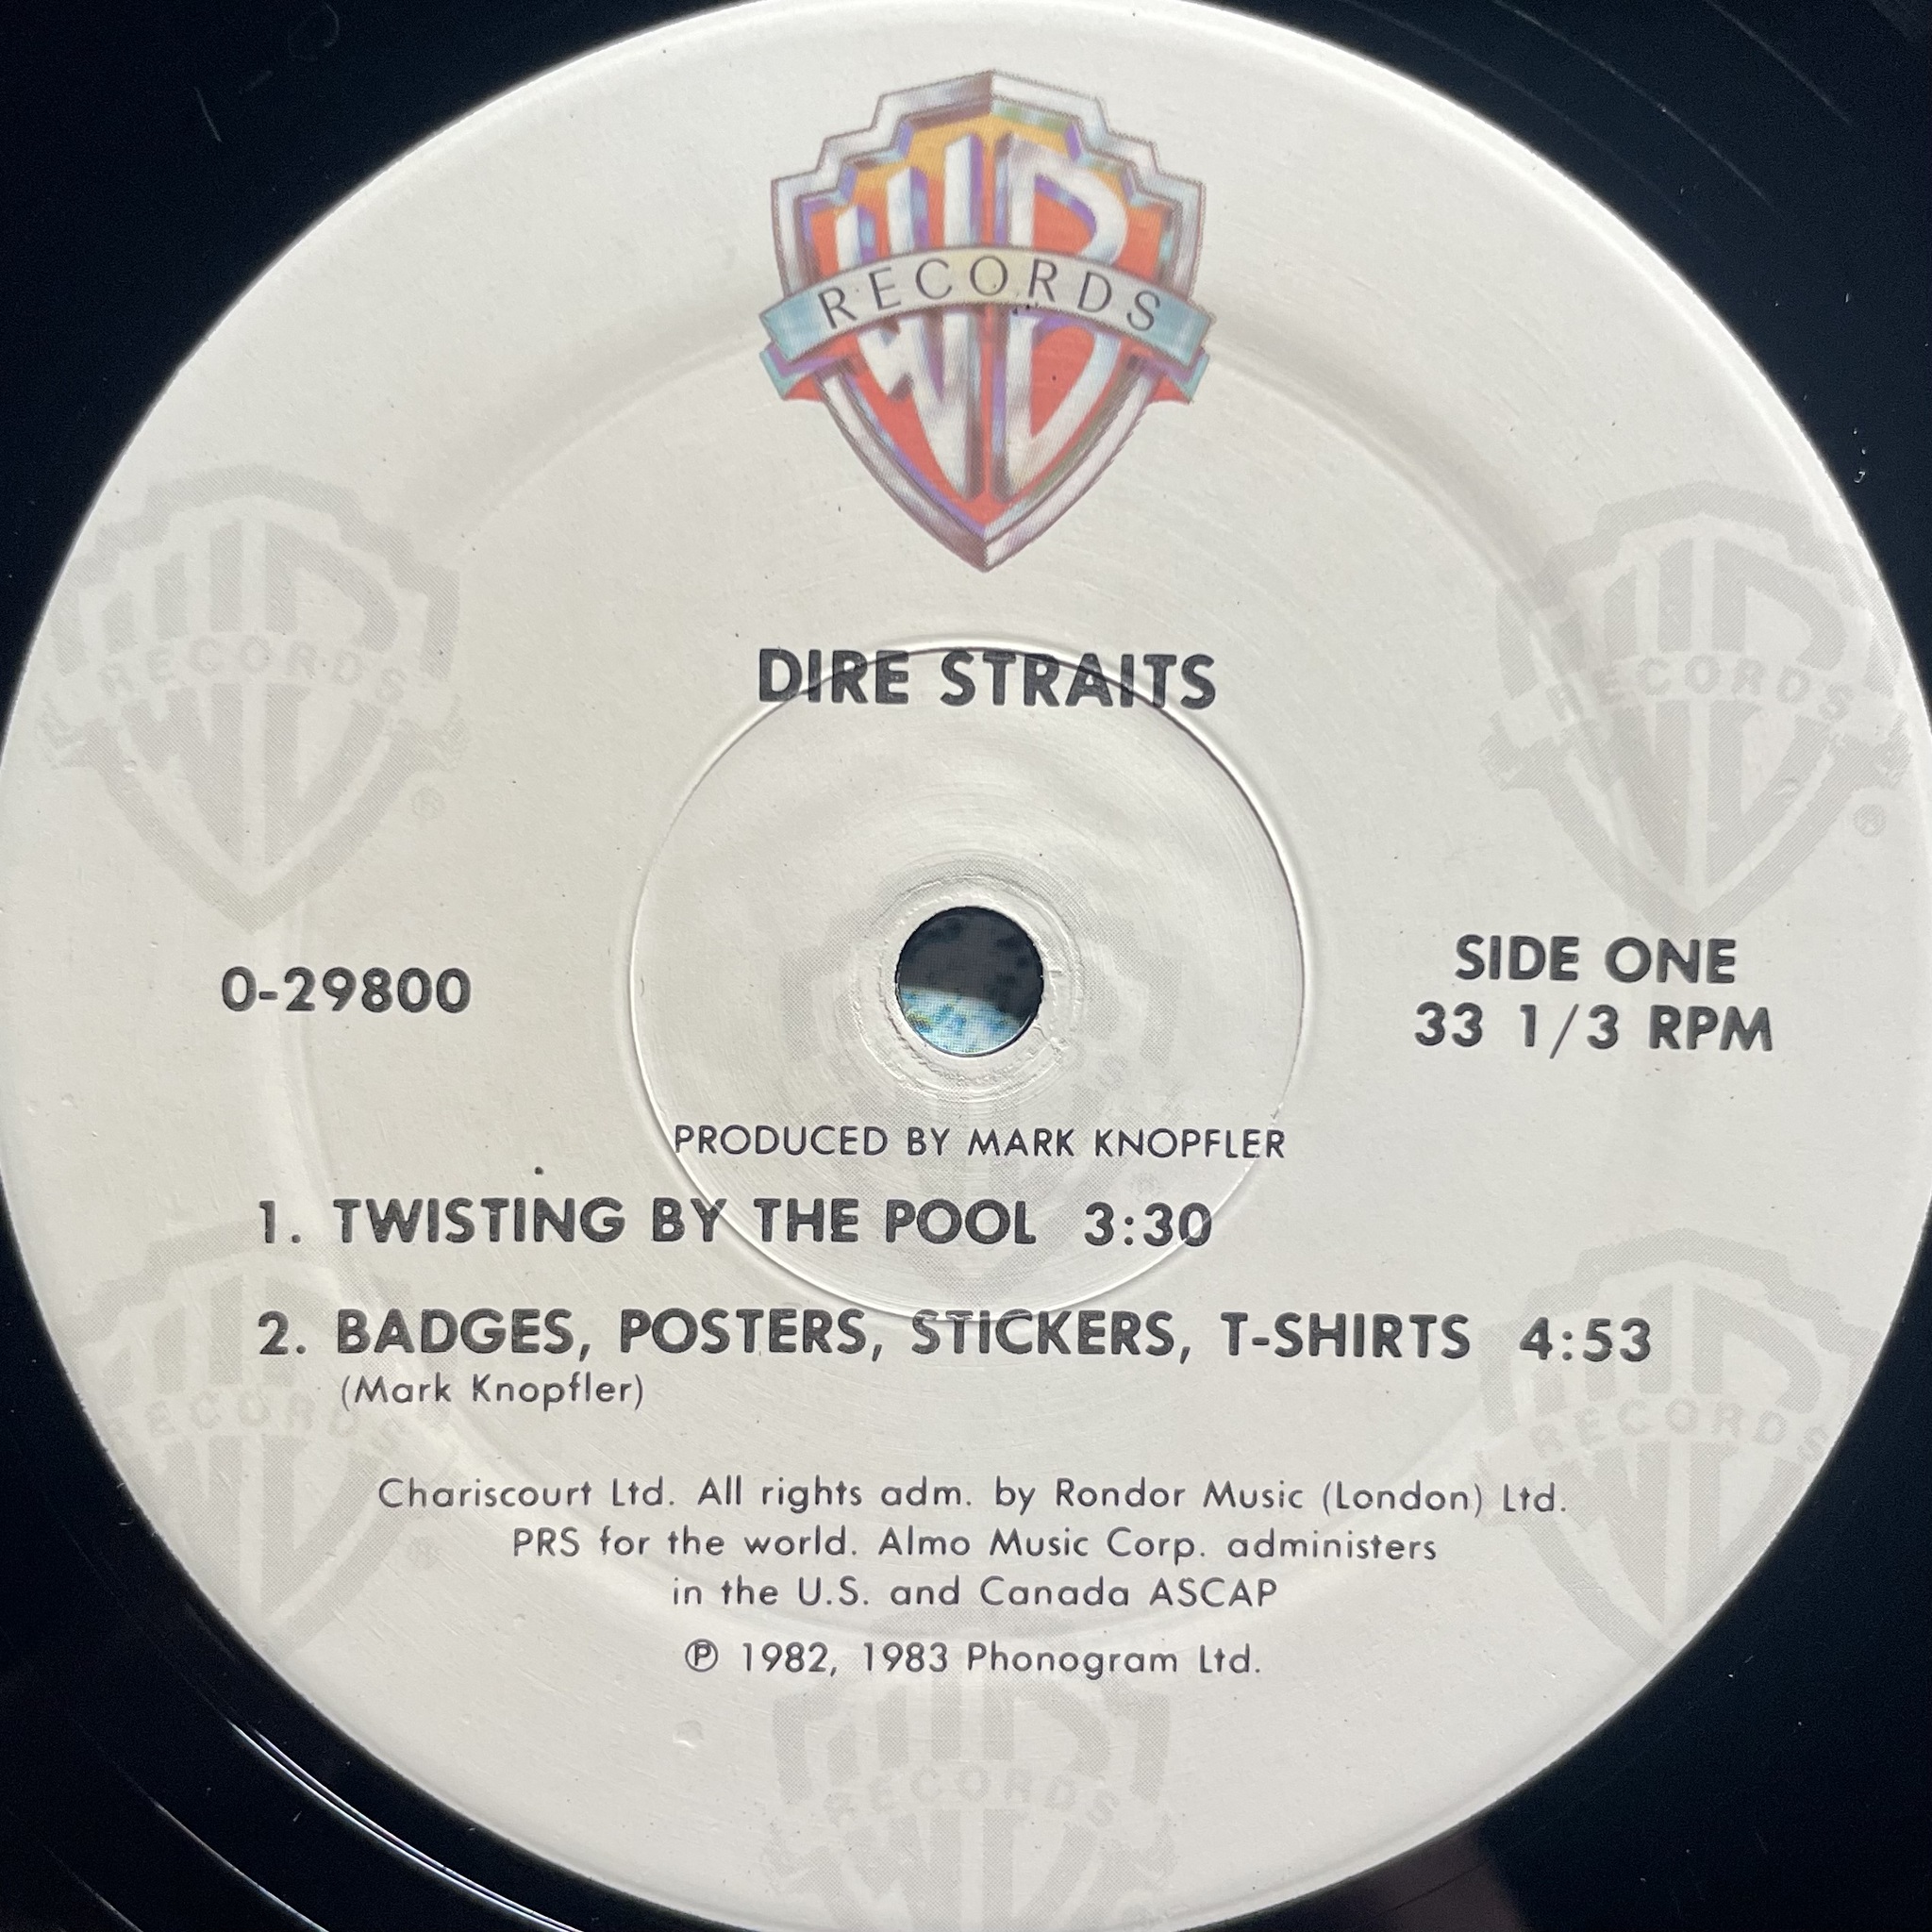 WB
RECORDS
DIRE STRAITS
0-29800
SIDE ONE
33 1/3 RPM
PRODUCED BY MARK KNOPFLER
1. TWISTING BY THE POOL 3:30
2. BADGES, POSTERS, STICKERS, T-SHIRTS 4:53
(Mark Knopfler)
Chariscourt Ltd. All rights adm. by Rondor Music (London) Ltd.
PRS for the world. Almo Music Corp. administers
in the U.S. and Canada ASCAP
℗ 1982, 1983 Phonogram Ltd.